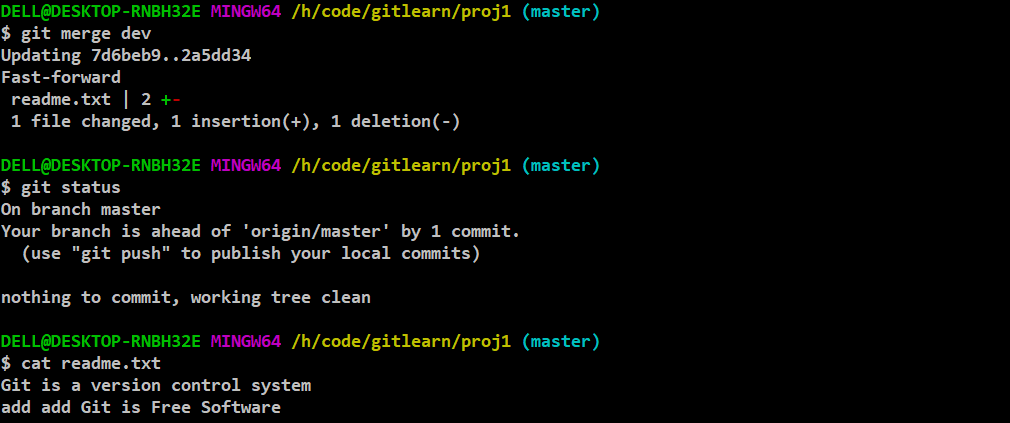 DELL@DESKTOP-RNBH32E MINGW64 /h/code/gitlearn/proj1 (master)
$ git merge dev
Updating 7d6beb9..2a5dd34
Fast-forward
 readme.txt | 2 +-
 1 file changed, 1 insertion(+), 1 deletion(-)
DELL@DESKTOP-RNBH32E MINGW64 /h/code/gitlearn/proj1 (master)
$ git status
On branch master
Your branch is ahead of 'origin/master' by 1 commit.
  (use "git push" to publish your local commits)
nothing to commit, working tree clean
DELL@DESKTOP-RNBH32E MINGW64 /h/code/gitlearn/proj1 (master)
$ cat readme.txt
Git is a version control system
add add Git is Free Software